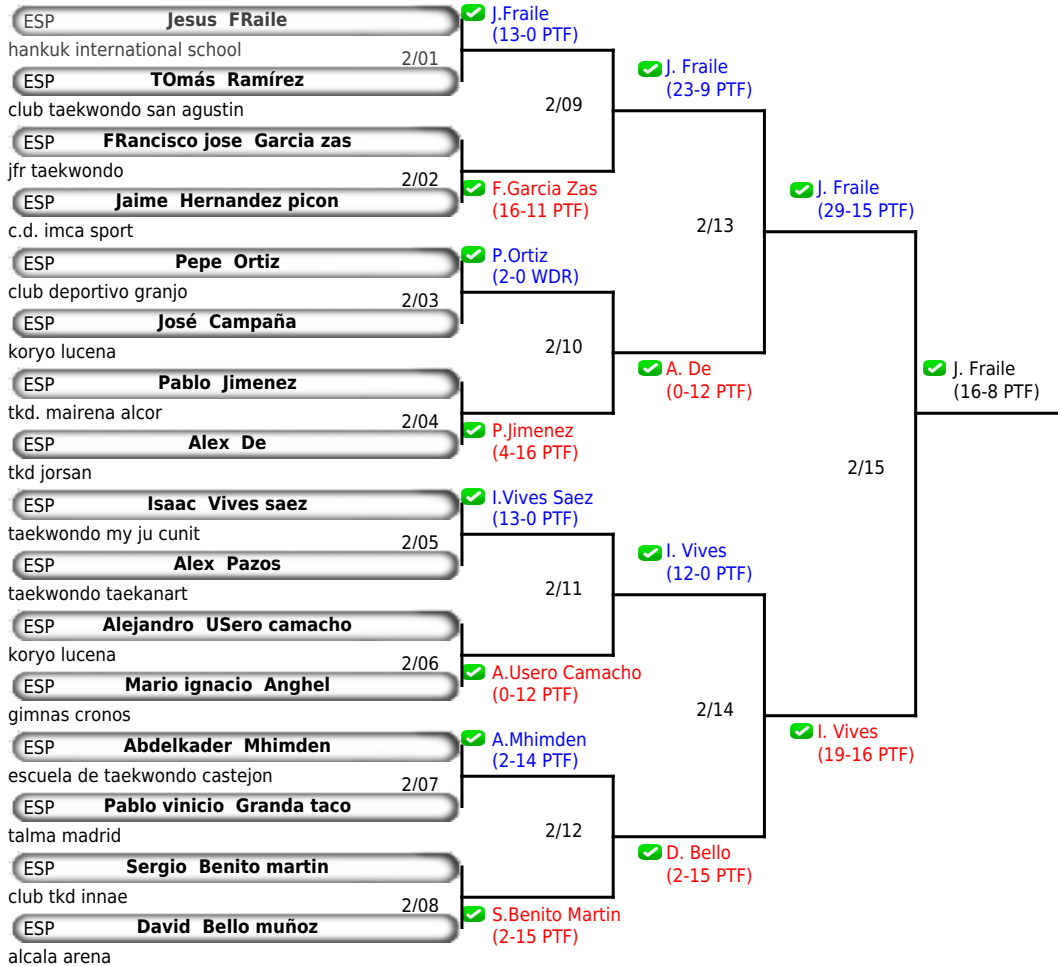 ESP Jesus FRaile
hankuk international school
2/01
ESP TOmás Ramírez
club taekwondo san agustin
ESP FRancisco jose Garcia zas
jfr taekwondo
2/02
ESP Jaime Hernandez picon
c.d. imca sport
ESP Pepe Ortiz
club deportivo granjo
2/03
ESP José Campaña
koryo lucena
ESP Pablo Jimenez
tkd. mairena alcor
2/04
ESP Alex De
tkd jorsan
ESP Isaac Vives saez
taekwondo my ju cunit
2/05
ESP Alex Pazos
taekwondo taekanart
ESP Alejandro USero camacho
koryo lucena
2/06
ESP Mario ignacio Anghel
gimnas cronos
ESP Abdelkader Mhimden
escuela de taekwondo castejon
2/07
ESP Pablo vinicio Granda taco
talma madrid
ESP Sergio Benito martin
club tkd innae
2/08
ESP David Bello muñoz
alcala arena
J.Fraile
(13-0 PTF)
2/09
F.Garcia Zas
(16-11 PTF)
P.Ortiz
(2-0 WDR)
2/10
P.Jimenez
(4-16 PTF)
I.Vives Saez
(13-0 PTF)
2/11
A.Usero Camacho
(0-12 PTF)
A.Mhimden
(2-14 PTF)
2/12
S.Benito Martin
(2-15 PTF)
J. Fraile
(23-9 PTF)
2/13
A. De
(0-12 PTF)
I. Vives
(12-0 PTF)
2/14
D. Bello
(2-15 PTF)
J. Fraile
(29-15 PTF)
2/15
I. Vives
(19-16 PTF)
J. Fraile
(16-8 PTF)